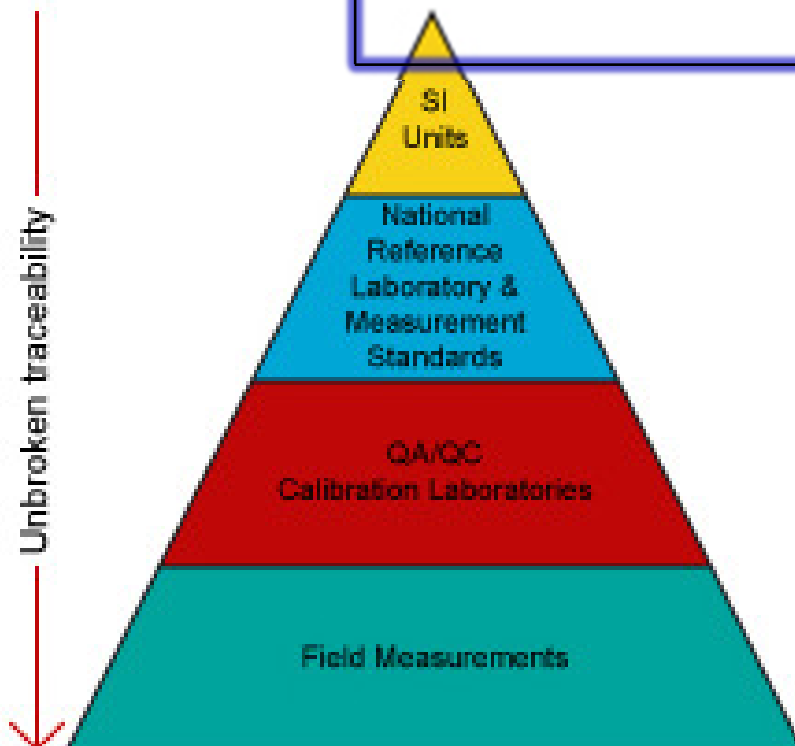 SI
Units
National
Reference
Laboratory &
Measurement
Standards
QA/QC
Calibration Laboratories
Field Measurements
Unbroken traceability